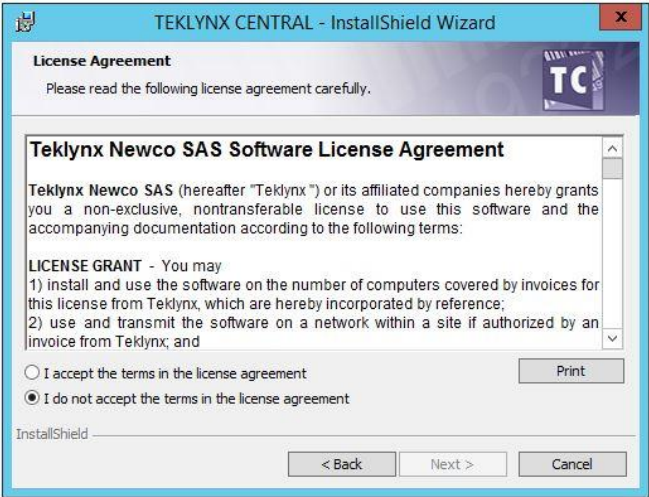 TEKLYNX CENTRAL - InstallShield Wizard
x
License Agreement
Please read the following license agreement carefully.
TC
Teklynx Newco SAS Software License Agreement
Teklynx Newco SAS (hereafter "Teklynx") or its affiliated companies hereby grants
you a non-exclusive, nontransferable license to use this software and the
accompanying documentation according to the following terms:
LICENSE GRANT - You may
1) install and use the software on the number of computers covered by invoices for
this license from Teklynx, which are hereby incorporated by reference;
2) use and transmit the software on a network within a site if authorized by an
invoice from Teklynx; and
I accept the terms in the license agreement
Print
I do not accept the terms in the license agreement
InstallShield
< Back
Next >
Cancel